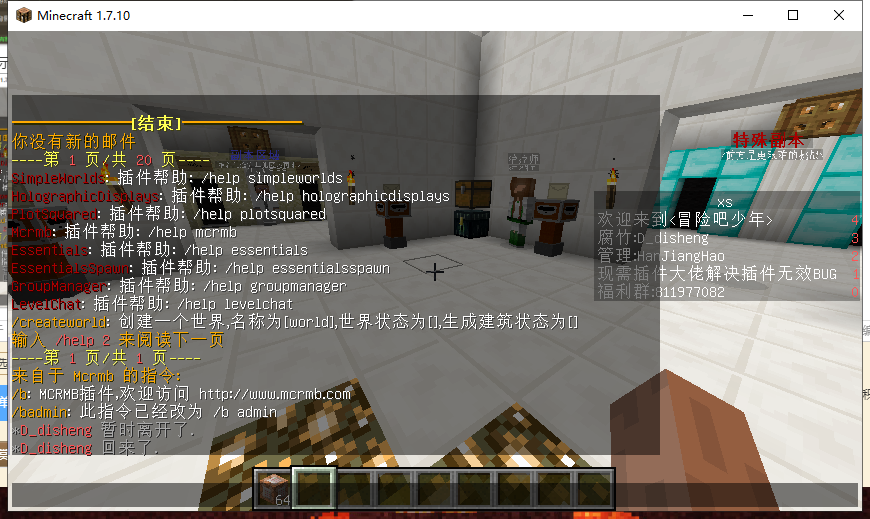 Minecraft 1.7.10
[结束]
你没有新的邮件
----第 1 页/共 20 页----
SimpleWorlds: 插件帮助: /help simpleworlds
HolographicDisplays: 插件帮助: /help holographicdisplays
PlotSquared: 插件帮助: /help plotsquared
Mcrmb: 插件帮助: /help mcrmb
Essentials: 插件帮助: /help essentials
EssentialsSpawn: 插件帮助: /help essentialsspawn
GroupManager: 插件帮助: /help groupmanager
LevelChat: 插件帮助: /help levelchat
/createworld: 创建一个世界,名称为[world],世界状态为[],生成建筑状态为[]
输入 /help 2 来阅读下一页
----第 1 页/共 1 页----
来自于 Mcrmb 的指令:
/b: MCRMB插件,欢迎访问 http://www.mcrmb.com
/badmin: 此指令已经改为 /b admin
*D_disheng 暂时离开了.
*D_disheng 回来了.
特殊副本
xs
欢迎来到<冒险吧少年> 4
腐竹:D_disheng 3
管理:HanJiangHao 2
现需插件大佬解决插件无效BUG 1
福利群:811977082 0
64